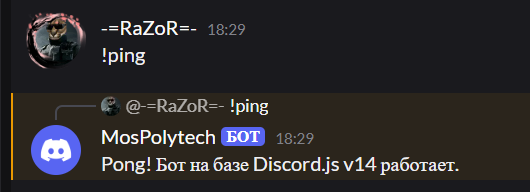 -=RaZoR=- 18:29
!ping
@-=RaZoR=- !ping
MosPolytech БОТ 18:29
Pong! Бот на базе Discord.js v14 работает.